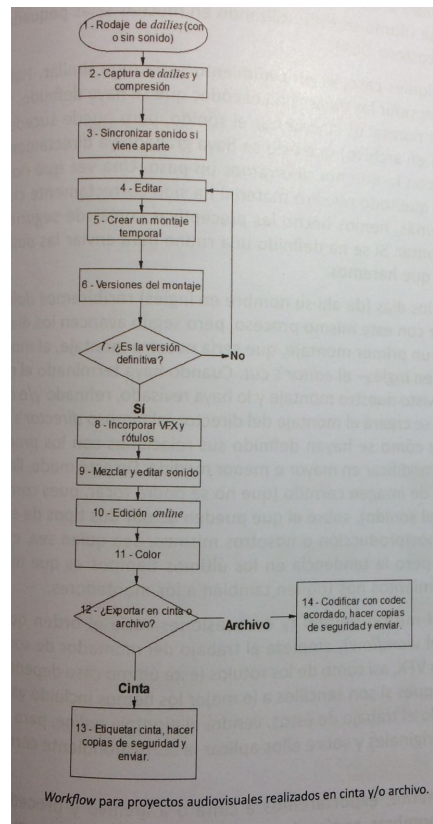 1 - Rodaje de dailies(con
o sin sonido)
2 - Captura de dailies y
compresión
3 - Sincronizar sonido si
viene aparte
4 - Editar
5 - Crear un montaje
temporal
6 - Versiones del montaje
7 - ¿Es la versión
definitiva?
No
Sí
8 - Incorporar VFX y
rótulos
9 - Mezclar y editar sonido
10 - Edición online
11 - Color
12 - ¿Exportar en cinta o
archivo?
Archivo
14 - Codificar con codec
acordado, hacer copias
de seguridad y enviar.
Cinta
13 - Etiquetar cinta, hacer
copias de seguridad y
enviar.
Workflow para proyectos audiovisuales realizados en cinta y/o archivo.